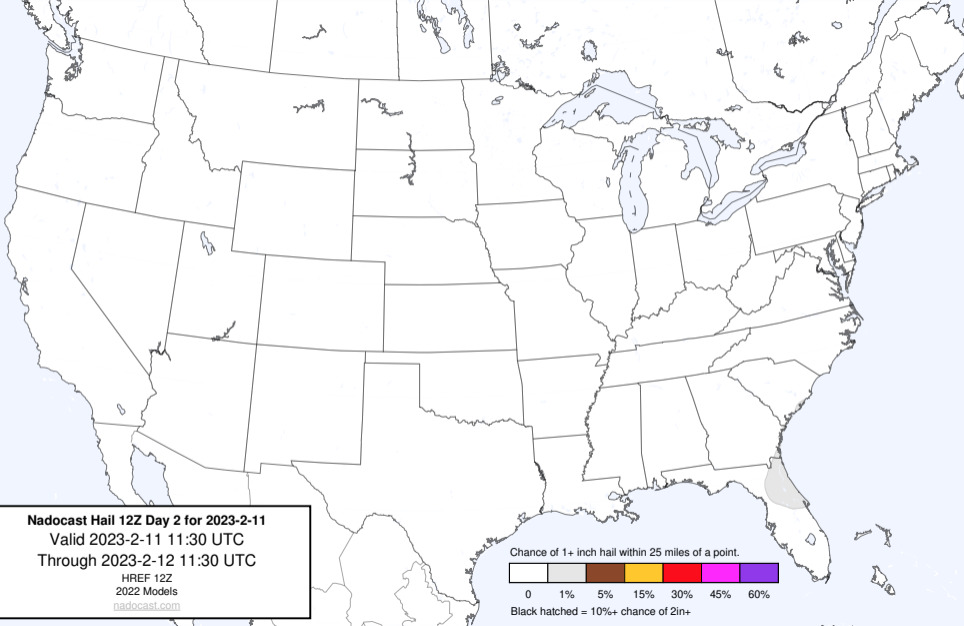 Nadocast Hail 12Z Day 2 for 2023-2-11
Valid 2023-2-11 11:30 UTC
Through 2023-2-12 11:30 UTC
HREF 12Z
2022 Models
nadocast.com
Chance of 1+ inch hail within 25 miles of a point.
0 1% 5% 15% 30% 45% 60%
Black hatched = 10%+ chance of 2in+